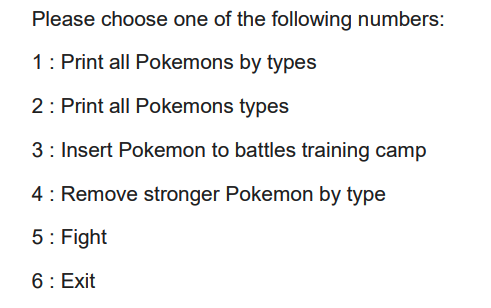 Please choose one of the following numbers:
1 : Print all Pokemons by types
2 : Print all Pokemons types
3 : Insert Pokemon to battles training camp
4 : Remove stronger Pokemon by type
5 : Fight
6 : Exit